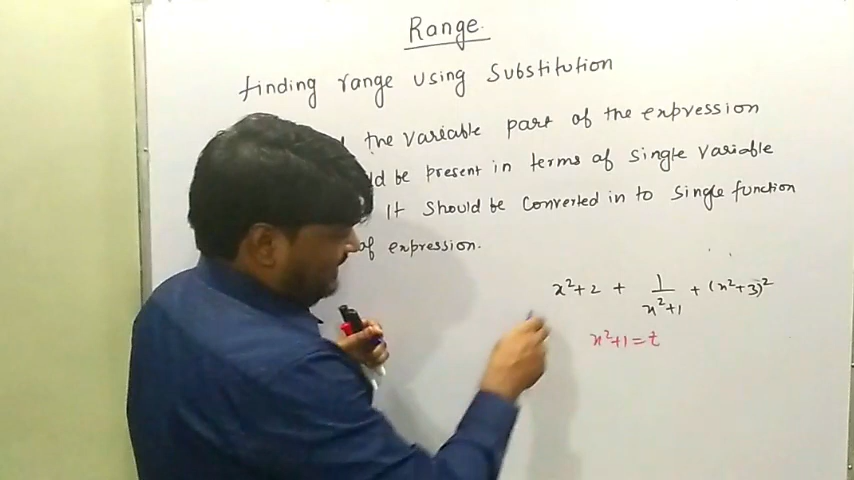 Range.
finding range using Substitution
the variable part of the expression
be present in terms of single variable
It should be converted in to single function
of expression.
x²+2 + 1/(x²+1) + (x²+3)²
x²+1=t